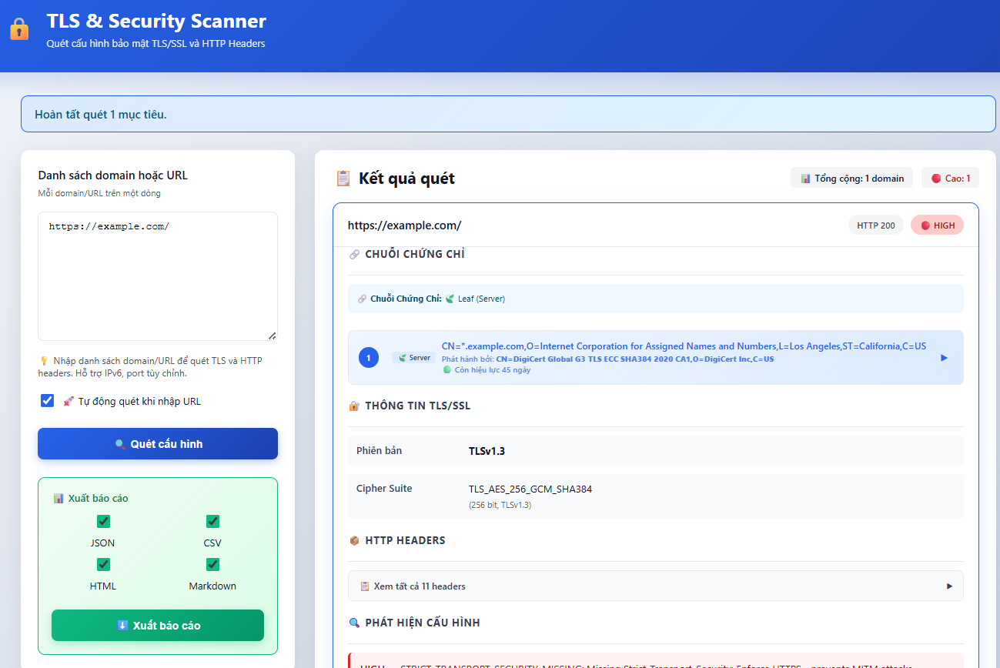 TLS & Security Scanner
Quét cấu hình bảo mật TLS/SSL và HTTP Headers
Hoàn tất quét 1 mục tiêu.
Danh sách domain hoặc URL
Mỗi domain/URL trên một dòng
https://example.com/
Nhập danh sách domain/URL để quét TLS và HTTP
headers. Hỗ trợ IPv6, port tùy chỉnh.
Tự động quét khi nhập URL
Quét cấu hình
Xuất báo cáo
JSON CSV
HTML Markdown
Xuất báo cáo
Kết quả quét
Tổng cộng: 1 domain Cao: 1
https://example.com/ HTTP 200 HIGH
CHUỖI CHỨNG CHỈ
Chuỗi Chứng Chỉ: Leaf (Server)
1 Server CN=*.example.com,O=Internet Corporation for Assigned Names and Numbers,L=Los Angeles,ST=California,C=US
Phát hành bởi: CN=DigiCert Global G3 TLS ECC SHA384 2020 CA1,O=DigiCert Inc,C=US
Còn hiệu lực 45 ngày
THÔNG TIN TLS/SSL
Phiên bản TLSv1.3
Cipher Suite TLS_AES_256_GCM_SHA384
(256 bit, TLSv1.3)
HTTP HEADERS
Xem tất cả 11 headers
PHÁT HIỆN CẤU HÌNH
HIGH STRICT_TRANSPORT_SECURITY_MISSING: Missing Strict-Transport-Security: Enforce HTTPS - prevents MITM attacks